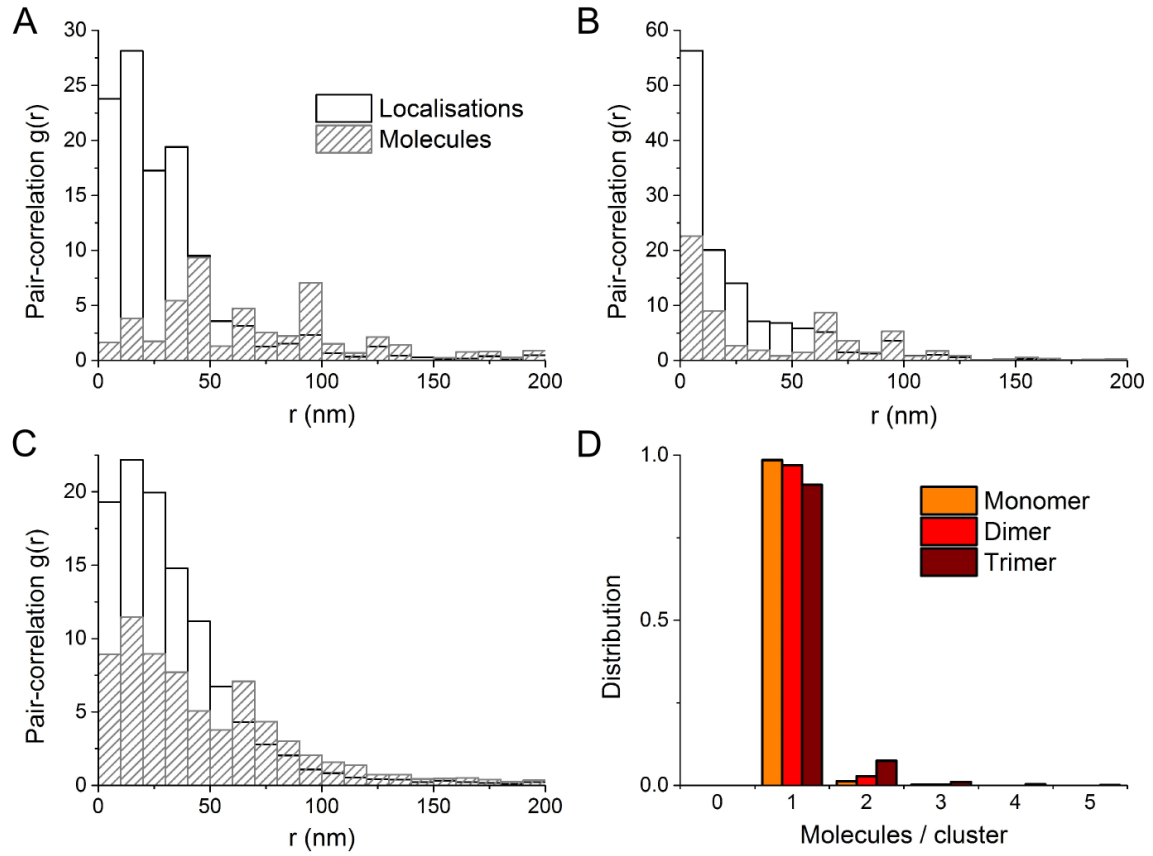 A
30
25
20
15
10
5
0
Pair-correlation g(r)
Localisations
Molecules
0 50 100 150 200
r (nm)
B
60
50
40
30
20
10
0
Pair-correlation g(r)
0 50 100 150 200
r (nm)
C
20
15
10
5
0
Pair-correlation g(r)
0 50 100 150 200
r (nm)
D
1.0
0.5
0.0
Distribution
Monomer
Dimer
Trimer
0 1 2 3 4 5
Molecules / cluster